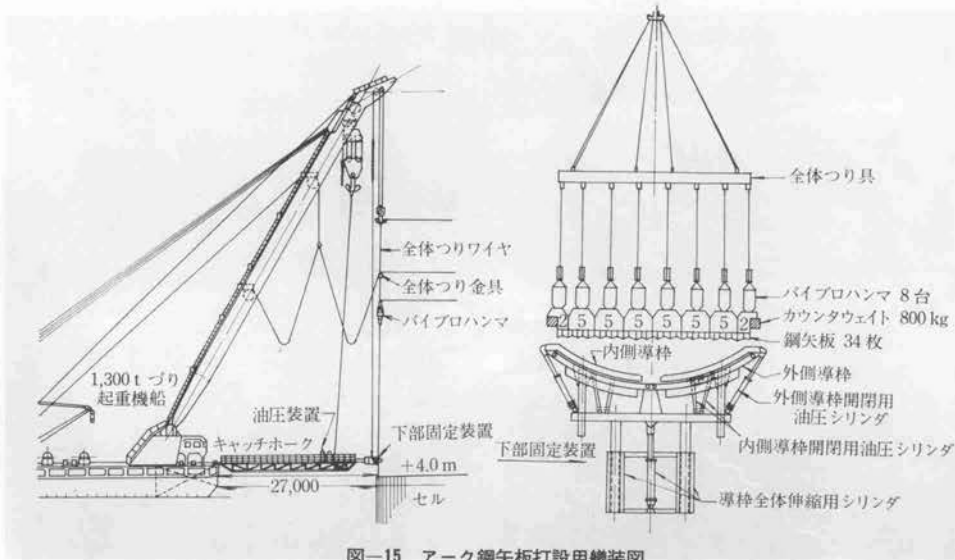 全体つりワイヤ
全体つり金具
バイブロハンマ
1,300 t づり
起重機船
油圧装置
キャッチホーク
下部固定装置
+4.0 m
27,000
セル
全体つり具
バイブロハンマ 8台
2 5 5 5 5 5 5 2
カウンタウェイト 800 kg
鋼矢板 34 枚
内側導枠
外側導枠
外側導枠開閉用
油圧シリンダ
内側導枠開閉用油圧シリンダ
下部固定装置
導枠全体伸縮用シリンダ
図—15 アーク鋼矢板打設用艤装図